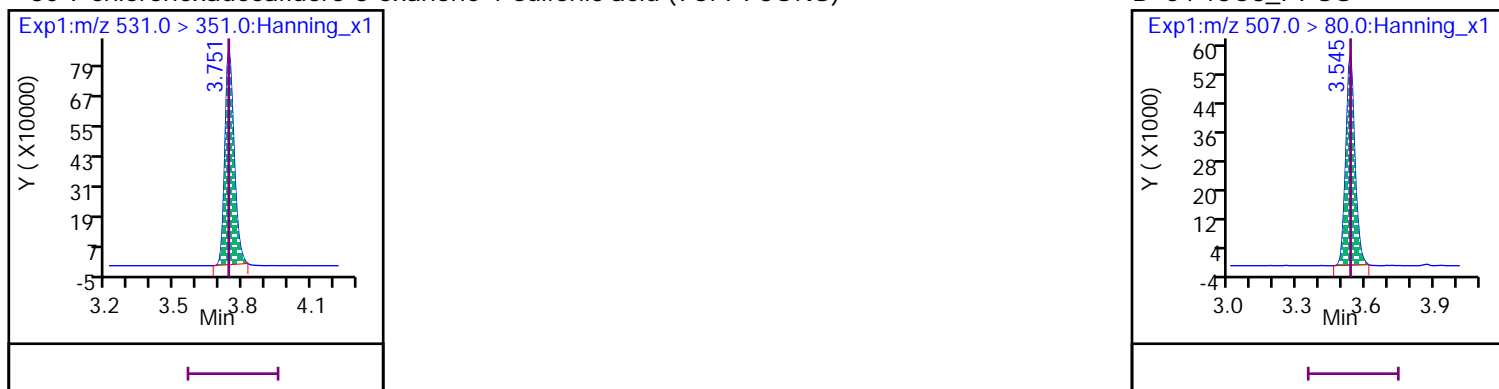 Exp1:m/z 531.0 > 351.0:Hanning_x1
3.751
Y ( X10000)
79
67
55
43
31
19
7
-5
3.2 3.5 3.8 4.1
Min
Exp1:m/z 507.0 > 80.0:Hanning_x1
3.545
Y ( X1000)
60
52
44
36
28
20
12
4
-4
3.0 3.3 3.6 3.9
Min